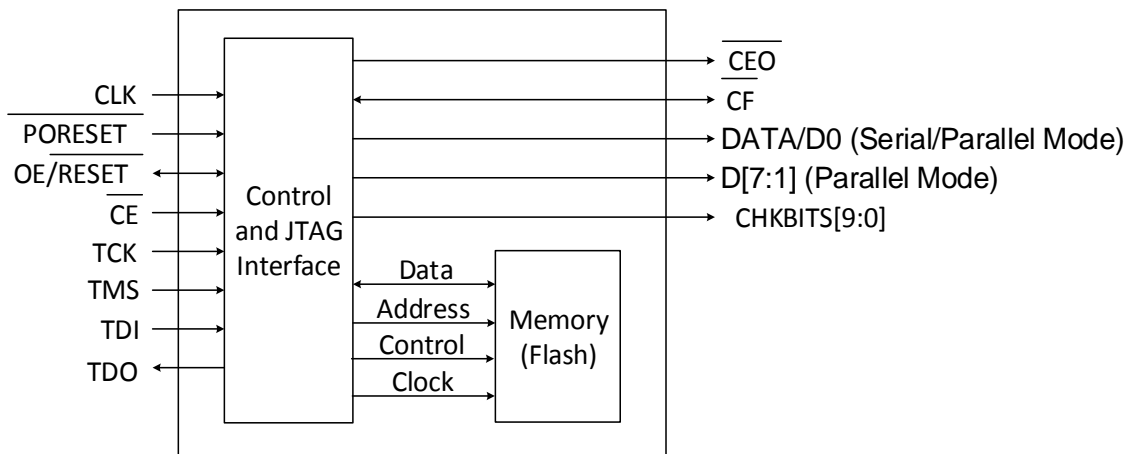 CLK
PORESET
OE/RESET
CE
TCK
TMS
TDI
TDO
Control
and JTAG
Interface
CEO
CF
DATA/D0 (Serial/Parallel Mode)
D[7:1] (Parallel Mode)
CHKBITS[9:0]
Data
Address
Control
Clock
Memory
(Flash)